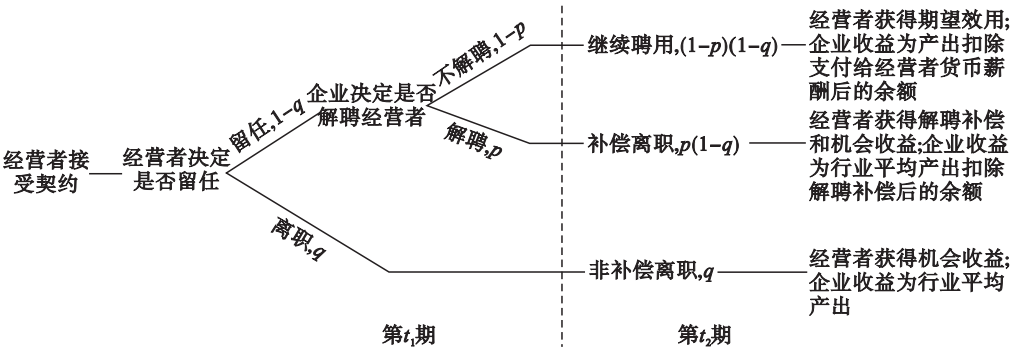 经营者接
受契约
经营者决定
是否留任
留任,1-q
离职,q
企业决定是否
解聘经营者
不解聘,1-p
解聘,p
继续聘用,(1-p)(1-q)
经营者获得期望效用;
企业收益为产出扣除
支付给经营者货币薪
酬后的余额
补偿离职,p(1-q)
经营者获得解聘补偿
和机会收益;企业收益
为行业平均产出扣除
解聘补偿后的余额
非补偿离职,q
经营者获得机会收益;
企业收益为行业平均
产出
第t₁期
第t₂期